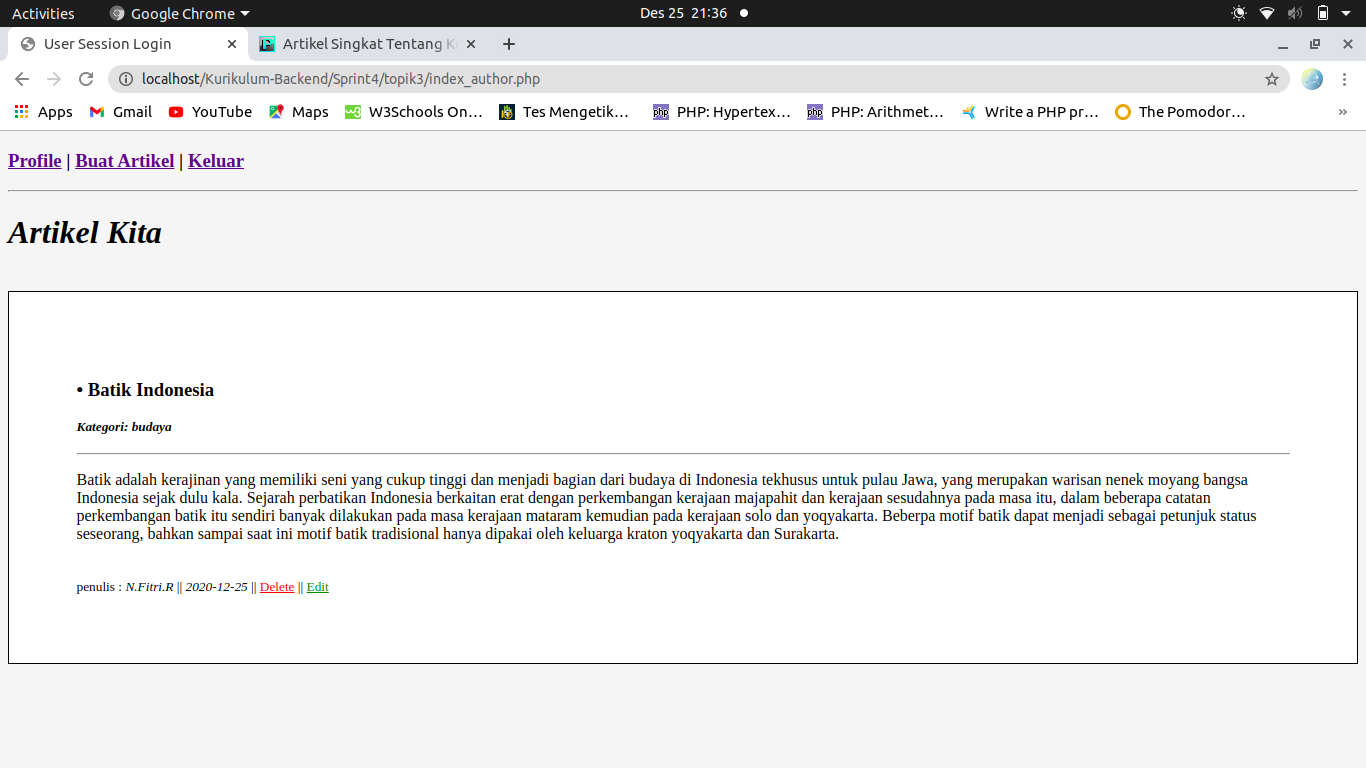 Activities Google Chrome Des 25 21:36
User Session Login Artikel Singkat Tentang K
localhost/Kurikulum-Backend/Sprint4/topik3/index_author.php
Apps Gmail YouTube Maps W3Schools On… Tes Mengetik… PHP: Hypertex… PHP: Arithmet… Write a PHP pr… The Pomodor… »
Profile | Buat Artikel | Keluar
Artikel Kita
• Batik Indonesia
Kategori: budaya
Batik adalah kerajinan yang memiliki seni yang cukup tinggi dan menjadi bagian dari budaya di Indonesia tekhusus untuk pulau Jawa, yang merupakan warisan nenek moyang bangsa
Indonesia sejak dulu kala. Sejarah perbatikan Indonesia berkaitan erat dengan perkembangan kerajaan majapahit dan kerajaan sesudahnya pada masa itu, dalam beberapa catatan
perkembangan batik itu sendiri banyak dilakukan pada masa kerajaan mataram kemudian pada kerajaan solo dan yoqyakarta. Beberpa motif batik dapat menjadi sebagai petunjuk status
seseorang, bahkan sampai saat ini motif batik tradisional hanya dipakai oleh keluarga kraton yoqyakarta dan Surakarta.
penulis : N.Fitri.R || 2020-12-25 || Delete || Edit